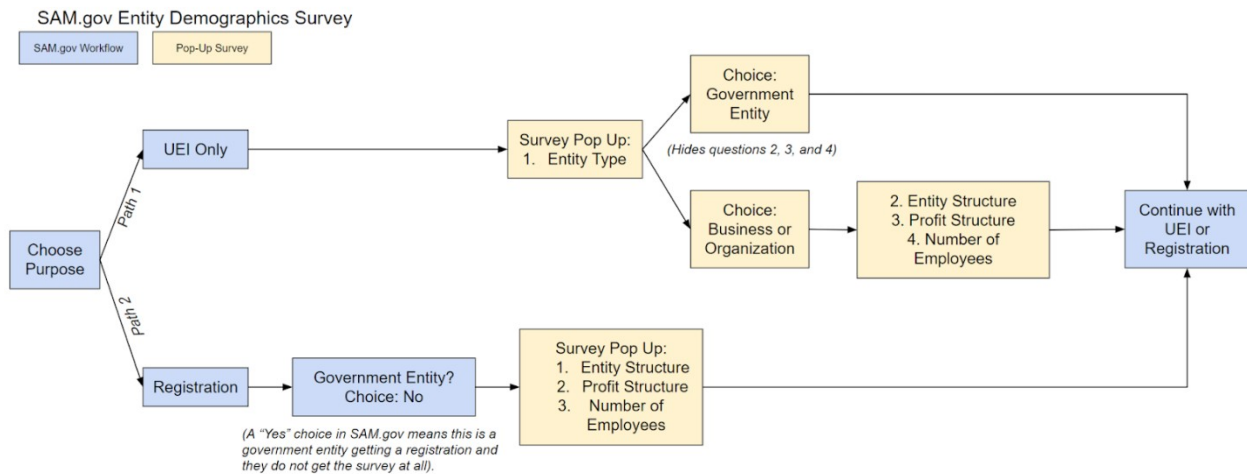 SAM.gov Entity Demographics Survey
SAM.gov Workflow
Pop-Up Survey
Choose
Purpose
Path 1
UEI Only
Survey Pop Up:
1. Entity Type
Choice:
Government
Entity
(Hides questions 2, 3, and 4)
Choice:
Business or
Organization
2. Entity Structure
3. Profit Structure
4. Number of
Employees
Continue with
UEI or
Registration
Path 2
Registration
Government Entity?
Choice: No
(A “Yes” choice in SAM.gov means this is a
government entity getting a registration and
they do not get the survey at all).
Survey Pop Up:
1. Entity Structure
2. Profit Structure
3. Number of
Employees